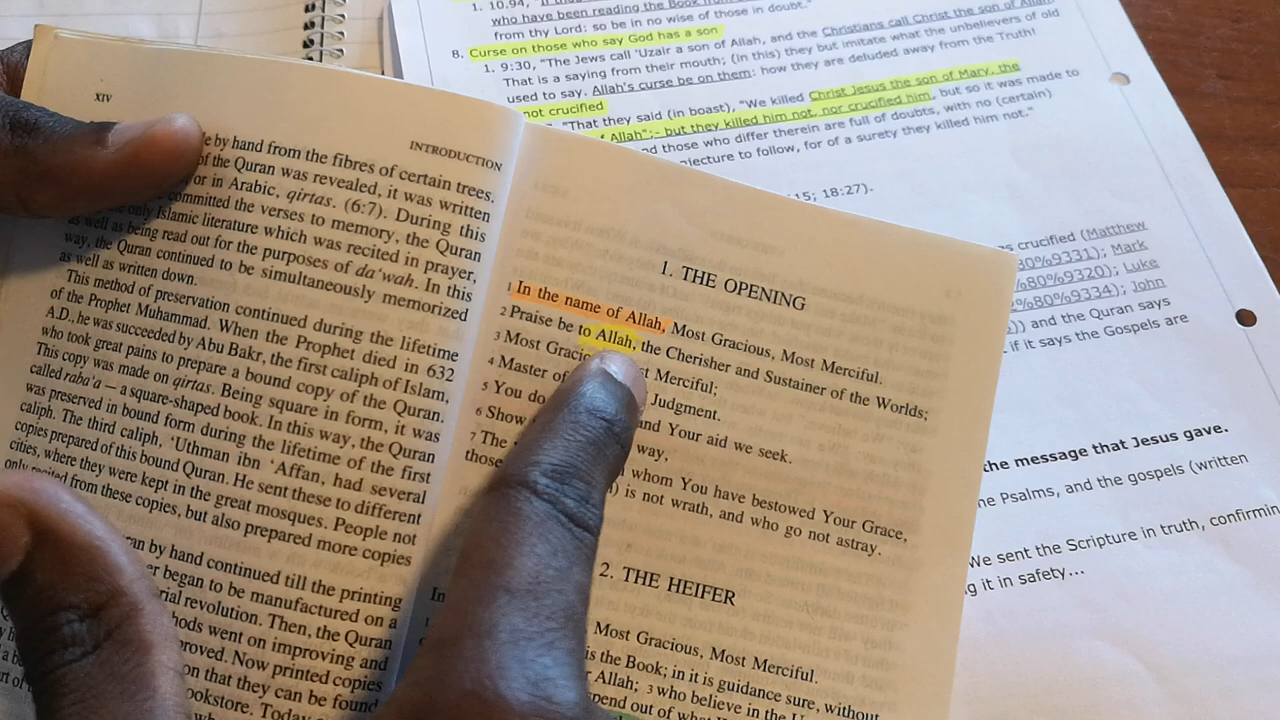 XIV
INTRODUCTION
by hand from the fibres of certain trees.
of the Quran was revealed, it was written
or in Arabic, qirtas. (6:7). During this
committed the verses to memory, the Quran
only Islamic literature which was recited in prayer,
as well as being read out for the purposes of da‘wah. In this
way, the Quran continued to be simultaneously memorized
as well as written down.
This method of preservation continued during the lifetime
of the Prophet Muhammad. When the Prophet died in 632
A.D., he was succeeded by Abu Bakr, the first caliph of Islam,
who took great pains to prepare a bound copy of the Quran.
This copy was made on qirtas. Being square in form, it was
called raba‘a — a square-shaped book. In this way, the Quran
was preserved in bound form during the lifetime of the first
caliph. The third caliph, ‘Uthman ibn ‘Affan, had several
copies prepared of this bound Quran. He sent these to different
cities, where they were kept in the great mosques. People not
only recited from these copies, but also prepared more copies
by hand continued till the printing
began to be manufactured on a
revolution. Then, the Quran
went on improving and
Now printed copies
on that they can be found
Today
1. THE OPENING
1 In the name of Allah, Most Gracious, Most Merciful.
2 Praise be to Allah, the Cherisher and Sustainer of the Worlds;
3 Most Merciful;
4 Master of Judgment.
5 You do and Your aid we seek.
6 Show way,
7 The whom You have bestowed Your Grace,
those is not wrath, and who go not astray.
2. THE HEIFER
In Most Gracious, Most Merciful.
is the Book; in it is guidance sure, without
Allah; 3 who believe in the
spend out of what
1. 10.94,
who have been reading the Book from
from thy Lord: so be in no wise of those in doubt."
8. Curse on those who say God has a son
1. 9:30, "The Jews call 'Uzair a son of Allah, and the Christians call Christ the son of Allah.
That is a saying from their mouth; (in this) they but imitate what the unbelievers of old
used to say. Allah's curse be on them: how they are deluded away from the Truth!
not crucified
"That they said (in boast), "We killed Christ Jesus the son of Mary, the
of Allah";- but they killed him not, nor crucified him, but so it was made to
and those who differ therein are full of doubts, with no (certain)
to follow, for of a surety they killed him not."
15; 18:27).
crucified (Matthew
30%9331); Mark
%80%9320); Luke
%80%9334); John
)) and the Quran says
if it says the Gospels are
the message that Jesus gave.
Psalms, and the gospels (written
We sent the Scripture in truth, confirming
it in safety...